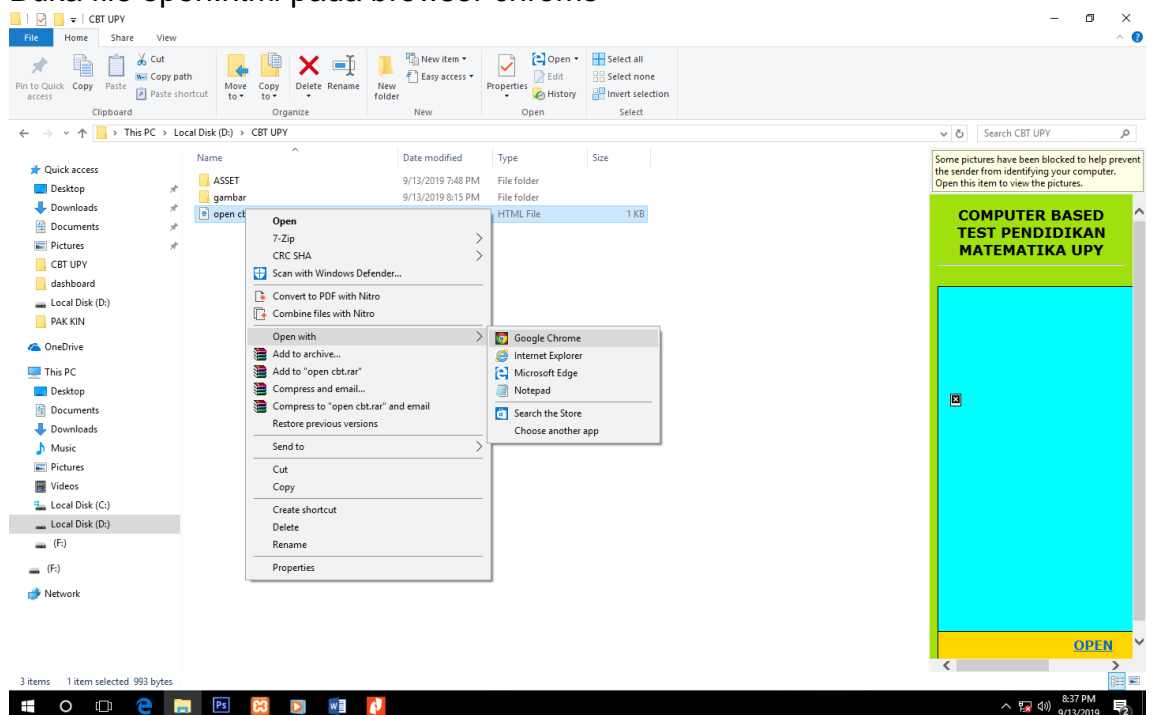 CBT UPY
File Home Share View
Pin to Quick access
Copy
Paste
Cut
Copy path
Paste shortcut
Clipboard
Move to
Copy to
Delete
Rename
Organize
New folder
New item
Easy access
New
Properties
Open
Edit
History
Open
Select all
Select none
Invert selection
Select
This PC > Local Disk (D:) > CBT UPY
Search CBT UPY
Quick access
Desktop
Downloads
Documents
Pictures
CBT UPY
dashboard
Local Disk (D:)
PAK KIN
OneDrive
This PC
Desktop
Documents
Downloads
Music
Pictures
Videos
Local Disk (C:)
Local Disk (D:)
(F:)
(F:)
Network
Name Date modified Type Size
ASSET 9/13/2019 7:48 PM File folder
gambar 9/13/2019 8:15 PM File folder
open HTML File 1 KB
Open
7-Zip
CRC SHA
Scan with Windows Defender...
Convert to PDF with Nitro
Combine files with Nitro
Open with
Add to archive...
Add to "open cbt.rar"
Compress and email...
Compress to "open cbt.rar" and email
Restore previous versions
Send to
Cut
Copy
Create shortcut
Delete
Rename
Properties
Google Chrome
Internet Explorer
Microsoft Edge
Notepad
Search the Store
Choose another app
Some pictures have been blocked to help prevent
the sender from identifying your computer.
Open this item to view the pictures.
COMPUTER BASED
TEST PENDIDIKAN
MATEMATIKA UPY
OPEN
3 items 1 item selected 993 bytes
Ps
8:37 PM
9/13/2019